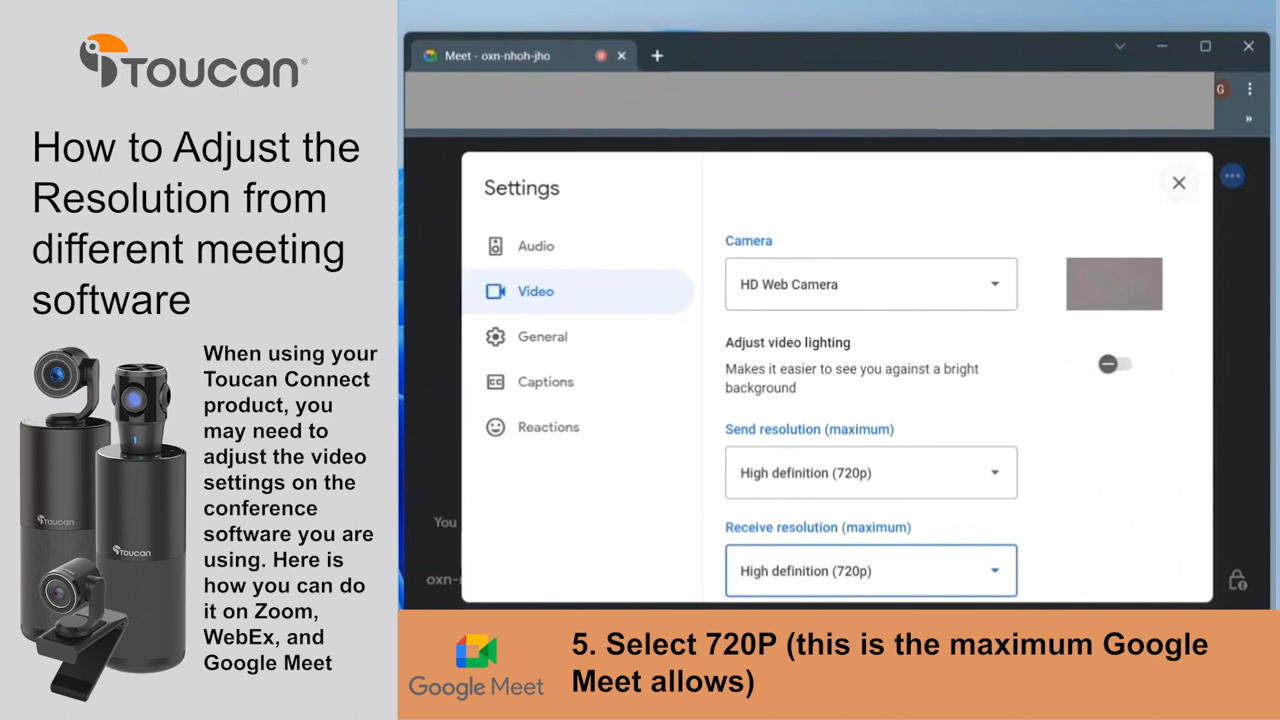 TOUCAN®
How to Adjust the
Resolution from
different meeting
software
When using your
Toucan Connect
product, you
may need to
adjust the video
settings on the
conference
software you are
using. Here is
how you can do
it on Zoom,
WebEx, and
Google Meet
TOUCAN
TOUCAN
Meet - oxn-nhoh-jho
G
Settings
Audio
Video
General
CC
Captions
Reactions
Camera
HD Web Camera
Adjust video lighting
Makes it easier to see you against a bright
background
Send resolution (maximum)
High definition (720p)
Receive resolution (maximum)
High definition (720p)
You
oxn-
Google Meet
5. Select 720P (this is the maximum Google
Meet allows)